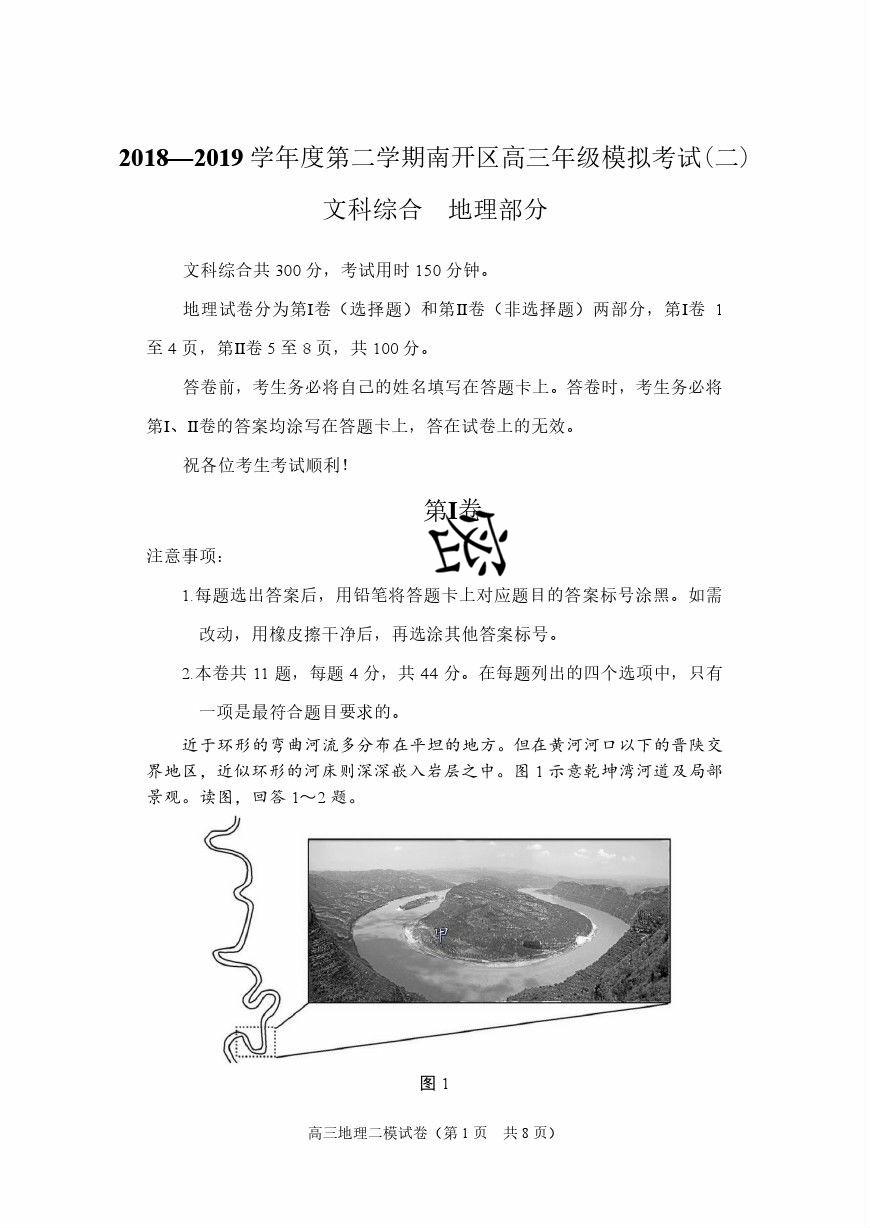 2018—2019 学年度第二学期南开区高三年级模拟考试(二)
文科综合 地理部分
文科综合共 300 分，考试用时 150 分钟。
地理试卷分为第Ⅰ卷（选择题）和第Ⅱ卷（非选择题）两部分，第Ⅰ卷 1
至 4 页，第Ⅱ卷 5 至 8 页，共 100 分。
答卷前，考生务必将自己的姓名填写在答题卡上。答卷时，考生务必将
第Ⅰ、Ⅱ卷的答案均涂写在答题卡上，答在试卷上的无效。
祝各位考生考试顺利！
第Ⅰ卷
密
注意事项：
1.每题选出答案后，用铅笔将答题卡上对应题目的答案标号涂黑。如需
改动，用橡皮擦干净后，再选涂其他答案标号。
2.本卷共 11 题，每题 4 分，共 44 分。在每题列出的四个选项中，只有
一项是最符合题目要求的。
近于环形的弯曲河流多分布在平坦的地方。但在黄河河口以下的晋陕交
界地区，近似环形的河床则深深嵌入岩层之中。图 1 示意乾坤湾河道及局部
景观。读图，回答 1～2 题。
甲
图 1
高三地理二模试卷（第 1 页 共 8 页）